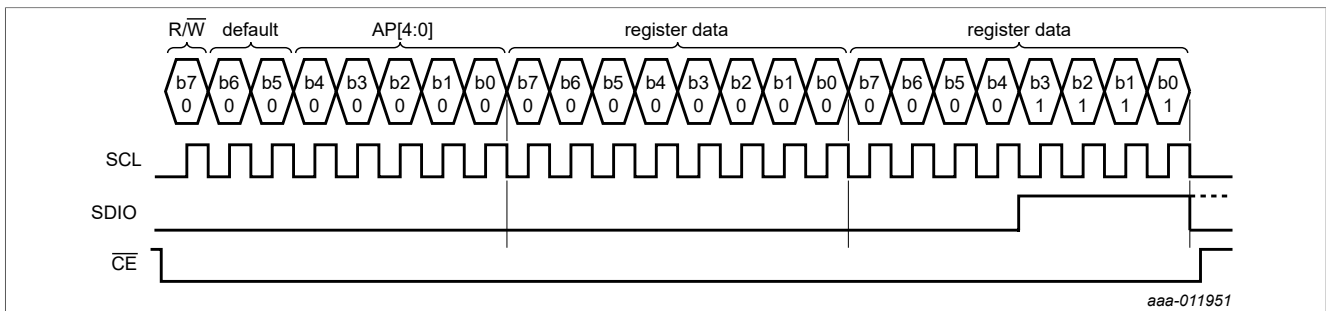 R/W default AP[4:0] register data register data
b7 b6 b5 b4 b3 b2 b1 b0 b7 b6 b5 b4 b3 b2 b1 b0 b7 b6 b5 b4 b3 b2 b1 b0
0 0 0 0 0 0 0 0 0 0 0 0 0 0 0 0 0 0 0 0 1 1 1 1
SCL
SDIO
CE
aaa-011951